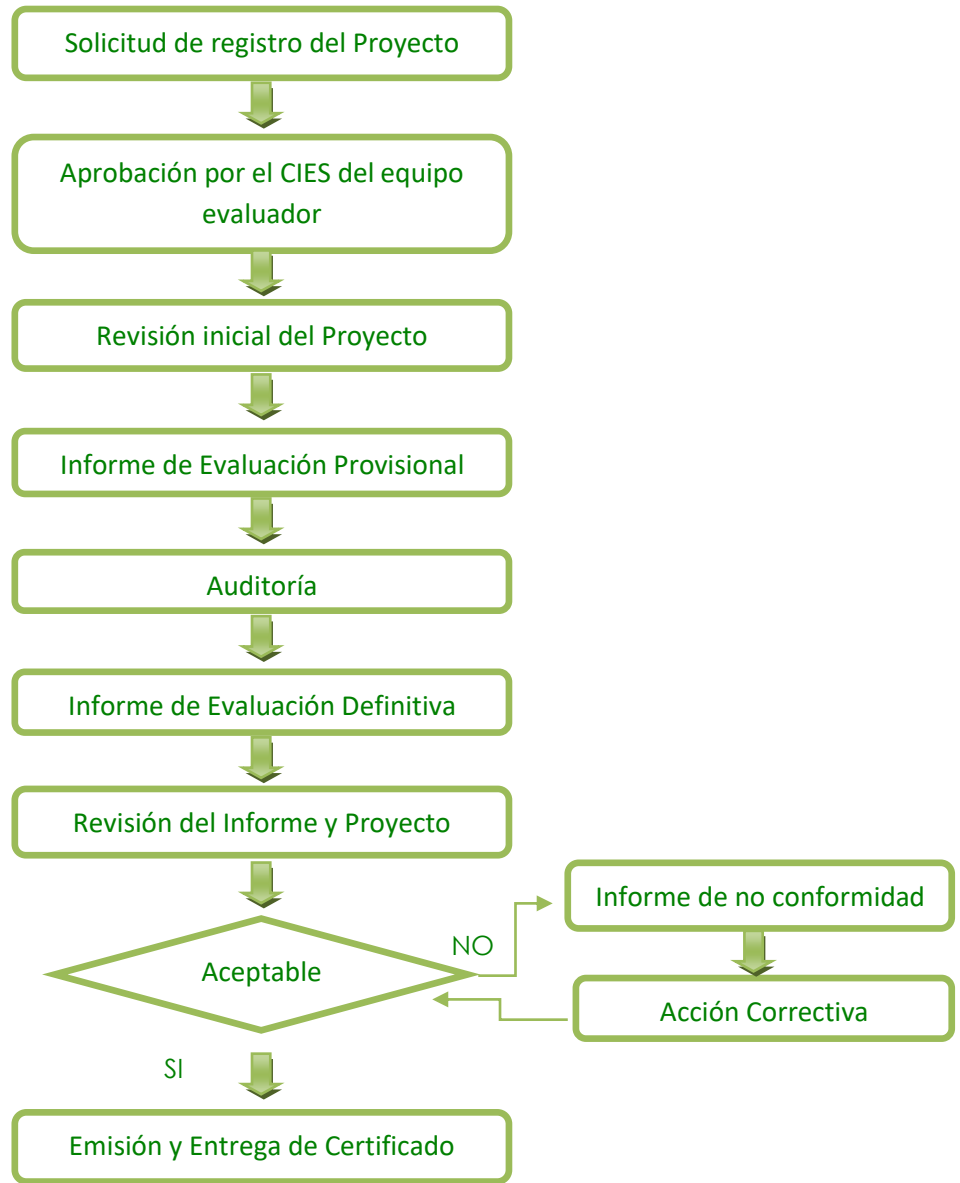 Solicitud de registro del Proyecto
Aprobación por el CIES del equipo
evaluador
Revisión inicial del Proyecto
Informe de Evaluación Provisional
Auditoría
Informe de Evaluación Definitiva
Revisión del Informe y Proyecto
Aceptable
NO
Informe de no conformidad
Acción Correctiva
SI
Emisión y Entrega de Certificado